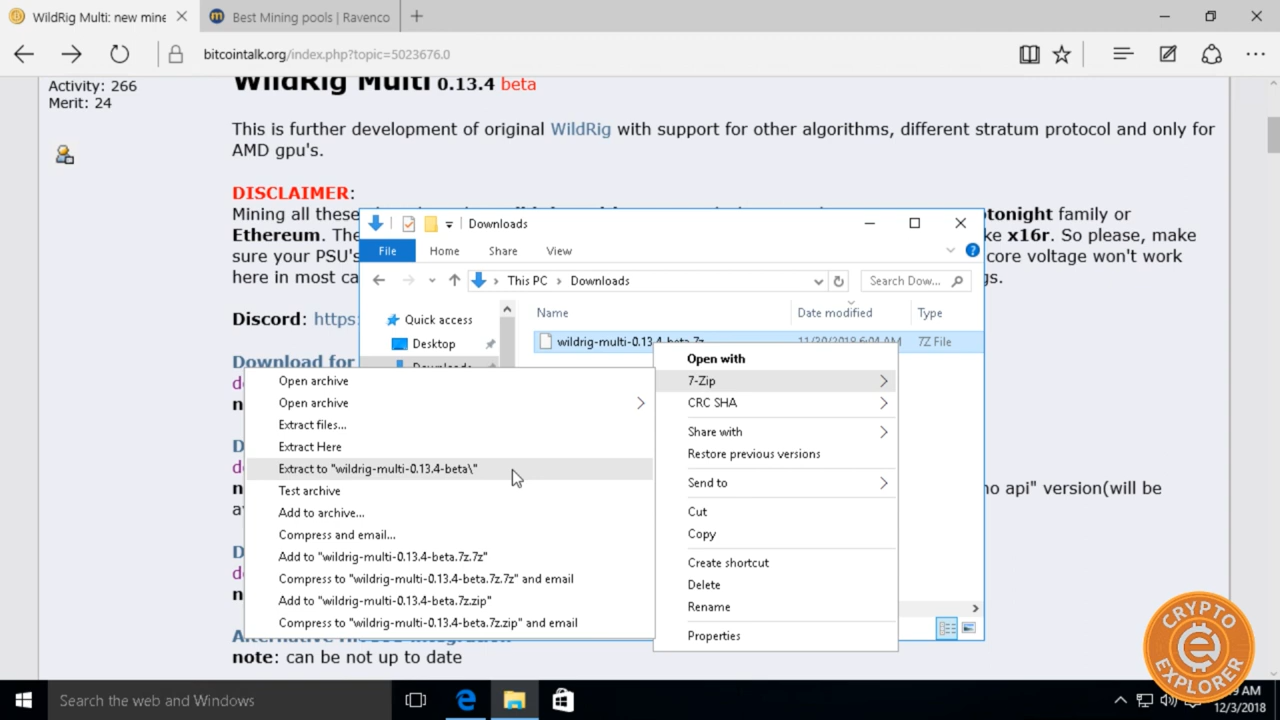 WildRig Multi: new mine
Best Mining pools | Ravenco
bitcointalk.org/index.php?topic=5023676.0
Activity: 266
Merit: 24
WildRig Multi 0.13.4 beta
This is further development of original WildRig with support for other algorithms, different stratum protocol and only for
AMD gpu's.
DISCLAIMER:
Mining all these
tonight family or
Ethereum. The
ke x16r. So please, make
sure your PSU's
core voltage won't work
here in most ca
gs.
Discord: https:
Download for
note: can be not up to date
no api" version(will be
Downloads
File
Home
Share
View
This PC
Downloads
Search Dow...
Quick access
Desktop
Downloads
Name
Date modified
Type
wildrig-multi-0.13.4-beta.7z
11/30/2018 6:04 AM
7Z File
Open with
7-Zip
CRC SHA
Share with
Restore previous versions
Send to
Cut
Copy
Create shortcut
Delete
Rename
Properties
Open archive
Open archive
Extract files...
Extract Here
Extract to "wildrig-multi-0.13.4-beta\"
Test archive
Add to archive...
Compress and email...
Add to "wildrig-multi-0.13.4-beta.7z.7z"
Compress to "wildrig-multi-0.13.4-beta.7z.7z" and email
Add to "wildrig-multi-0.13.4-beta.7z.zip"
Compress to "wildrig-multi-0.13.4-beta.7z.zip" and email
Search the web and Windows
AM
12/3/2018
CRYPTO
EXPLORER